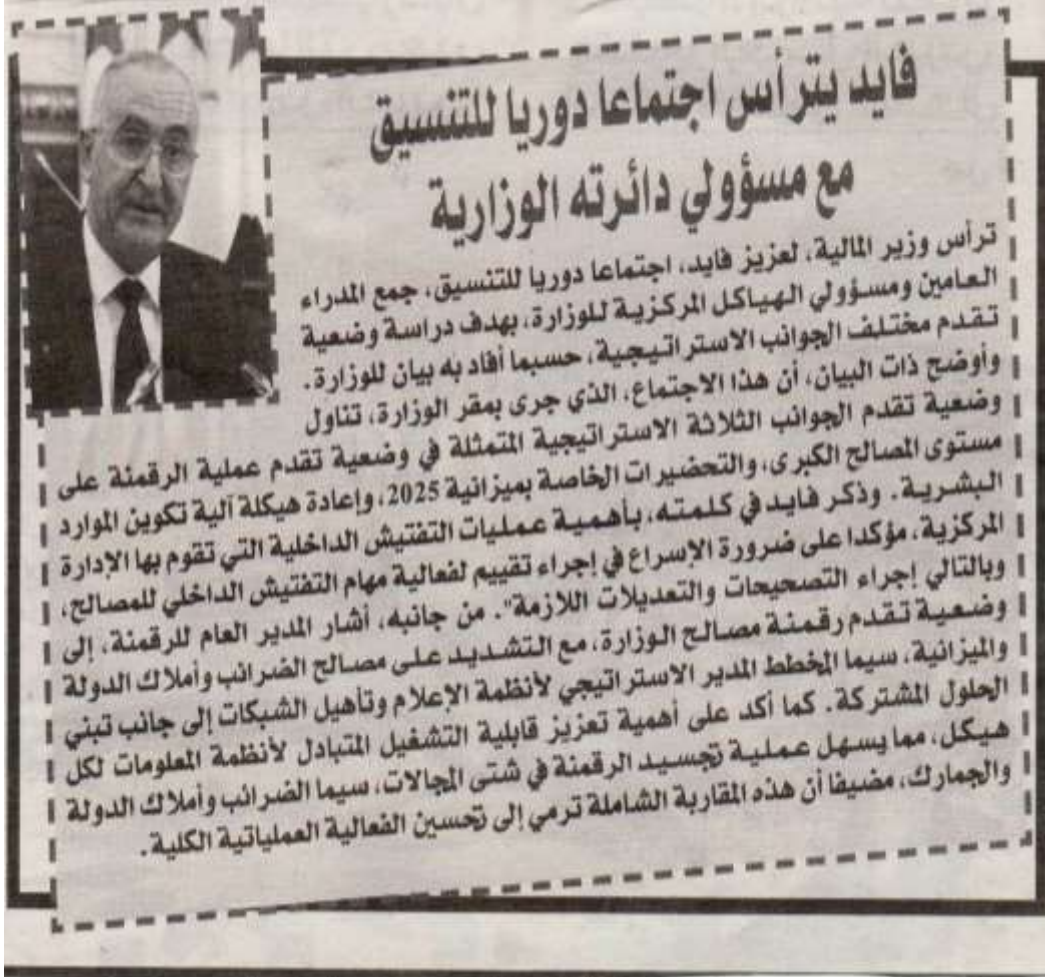 فايد يترأس اجتماعا دوريا للتنسيق
مع مسؤولي دائرته الوزارية
ترأس وزير المالية، لعزيز فايد، اجتماعا دوريا للتنسيق، جمع المدراء
العامين ومسؤولي الهياكل المركزية للوزارة، بهدف دراسة وضعية
تقدم مختلف الجوانب الاستراتيجية، حسبما أفاد به بيان للوزارة.
وأوضح ذات البيان، أن هذا الاجتماع، الذي جرى بمقر الوزارة، تناول
وضعية تقدم الجوانب الثلاثة الاستراتيجية المتمثلة في وضعية تقدم عملية الرقمنة على
مستوى المصالح الكبرى، والتحضيرات الخاصة بميزانية 2025، وإعادة هيكلة آلية تكوين الموارد
البشرية. وذكر فايد في كلمته، بأهمية عمليات التفتيش الداخلية التي تقوم بها الإدارة
المركزية، مؤكدا على ضرورة الإسراع في إجراء تقييم لفعالية مهام التفتيش الداخلي للمصالح،
وبالتالي إجراء التصحيحات والتعديلات اللازمة". من جانبه، أشار المدير العام للرقمنة، إلى
وضعية تقدم رقمنة مصالح الوزارة، مع التشديد على مصالح الضرائب وأملاك الدولة
والميزانية، سيما المخطط المدير الاستراتيجي لأنظمة الإعلام وتأهيل الشبكات إلى جانب تبني
الحلول المشتركة. كما أكد على أهمية تعزيز قابلية التشغيل المتبادل لأنظمة المعلومات لكل
هيكل، مما يسهل عملية تجسيد الرقمنة في شتى المجالات، سيما الضرائب وأملاك الدولة
والجمارك، مضيفا أن هذه المقاربة الشاملة ترمي إلى تحسين الفعالية العملياتية الكلية.